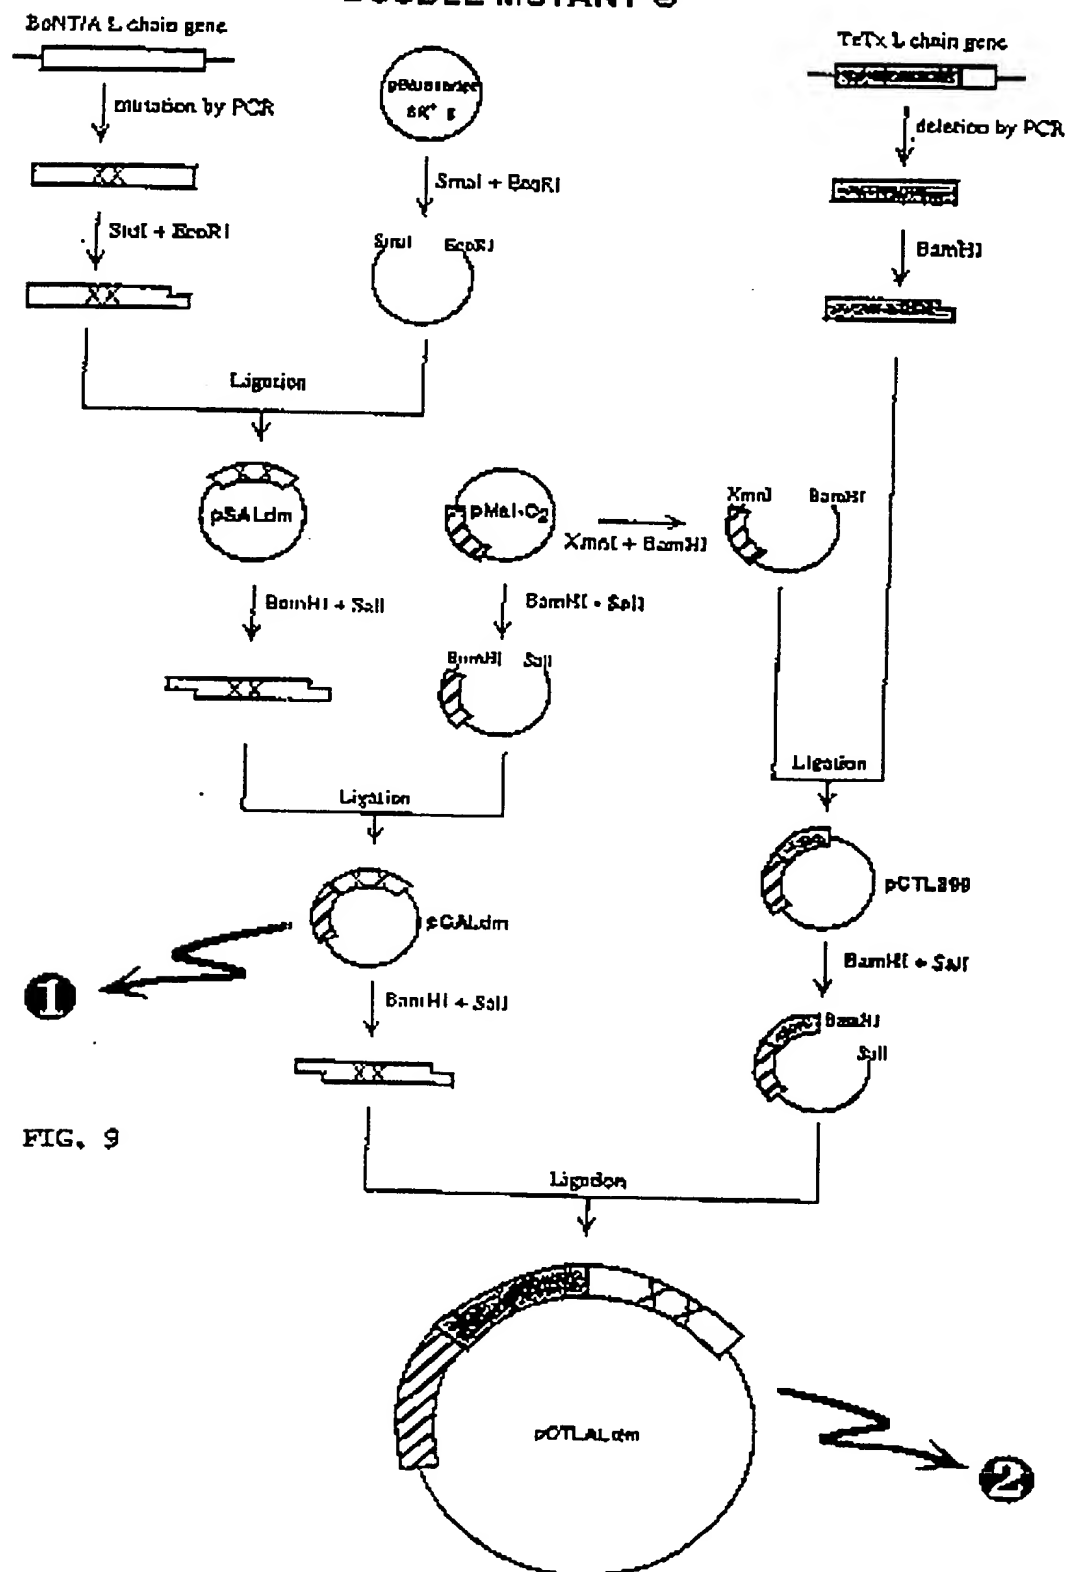 BoNT/A L chain gene
TeTx L chain gene
mutation by PCR
SK+
deletion by PCR
SmaI + EcoRI
StuI + EcoRI
SmaI EcoRI
BamHI
Ligation
XmnI BamHI
pSALdm
pMal-C2
XmnI + BamHI
BamHI + SalI
BamHI + SalI
BamHI SalI
Ligation
Ligation
pCALdm
BamHI + SalI
1
BamHI + SalI
BamHI
SalI
FIG. 9
Ligation
pCTLALdm
2